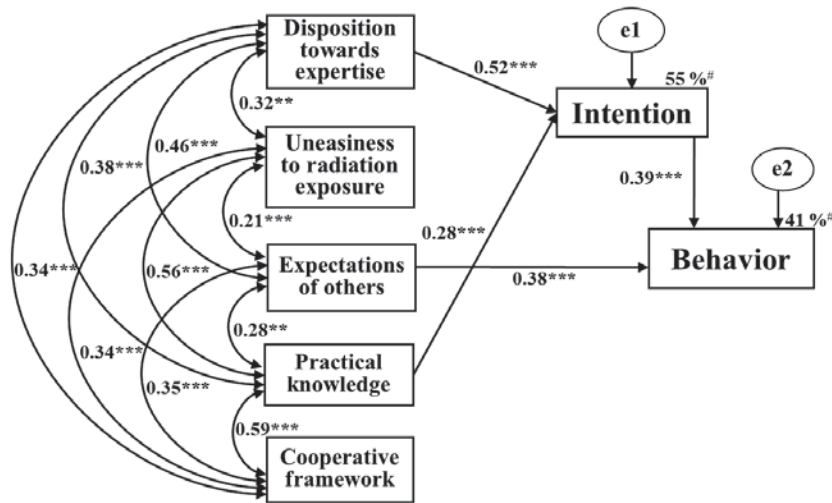 Disposition
towards
expertise
e1
0.52***
55 %#
Intention
0.32**
Uneasiness
to radiation
exposure
0.46***
0.38***
0.39***
e2
0.21***
0.28***
41 %#
Expectations
of others
Behavior
0.34***
0.56***
0.38***
0.28**
0.34***
Practical
knowledge
0.35***
0.59***
Cooperative
framework